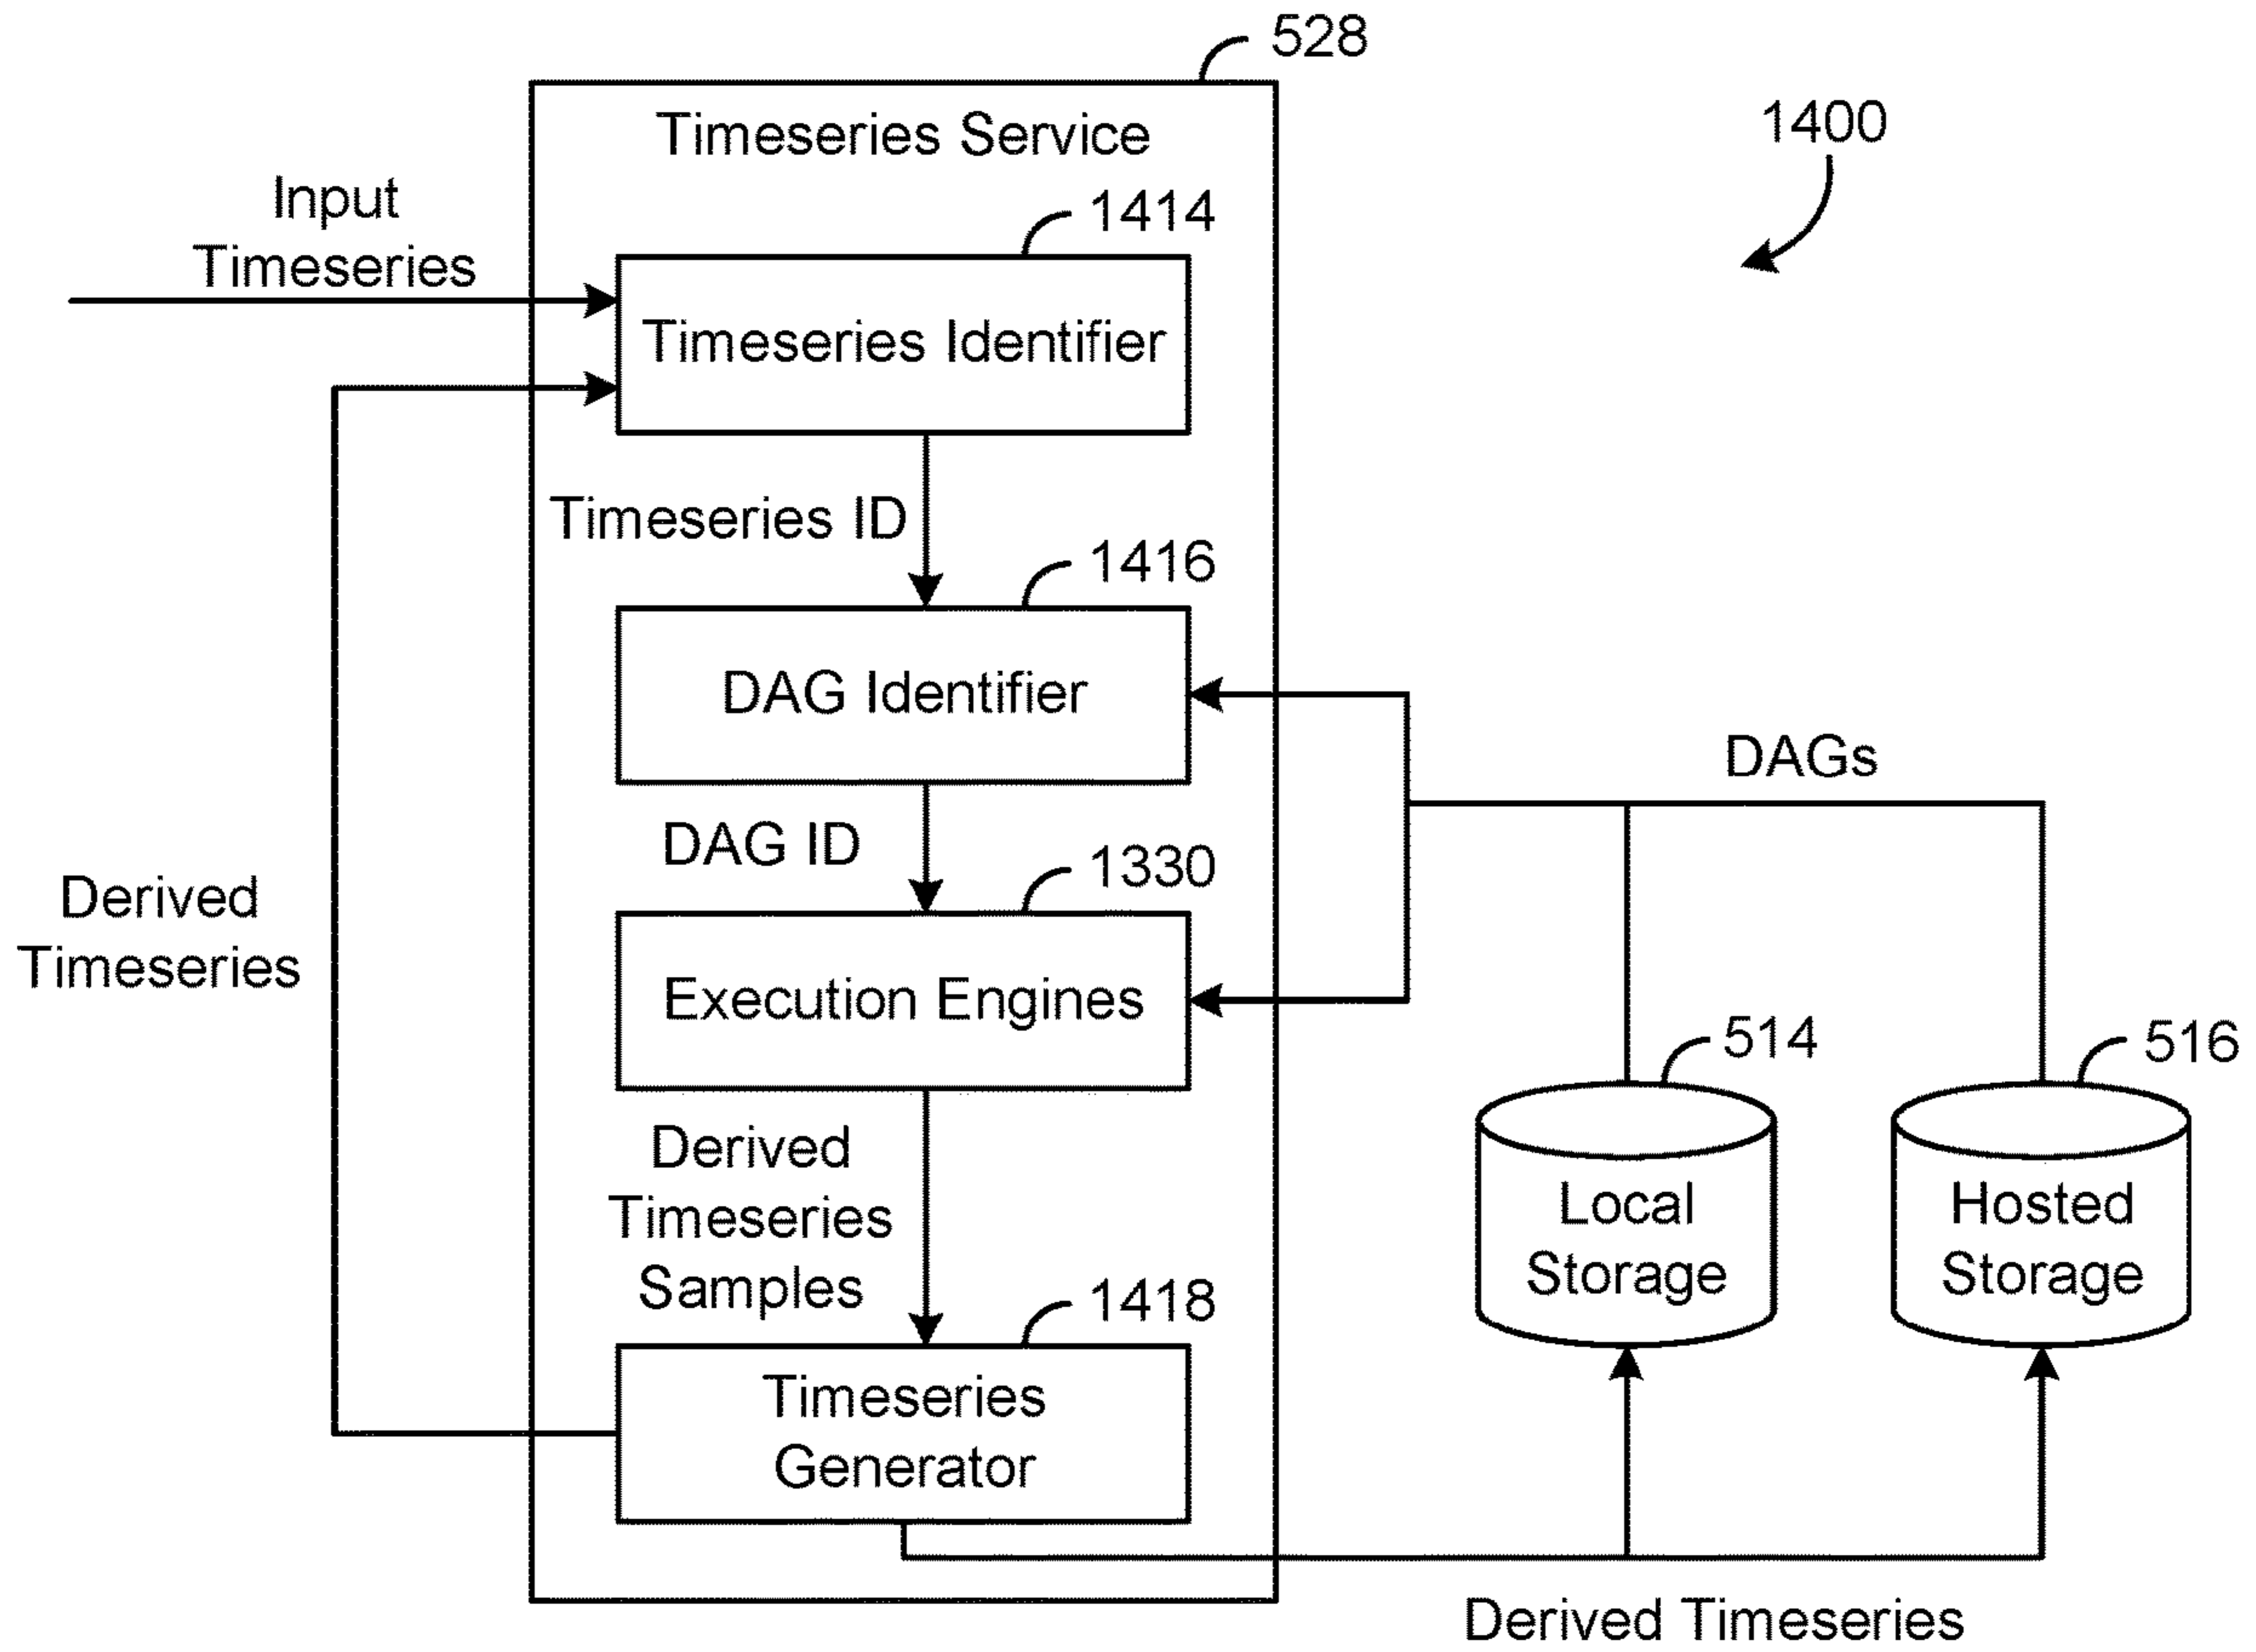 528
Timeseries Service
1400
Input
Timeseries
1414
Timeseries Identifier
Timeseries ID
1416
DAG Identifier
DAGs
DAG ID
1330
Derived
Timeseries
Execution Engines
514
516
Derived
Timeseries
Samples
Local
Storage
Hosted
Storage
1418
Timeseries
Generator
Derived Timeseries